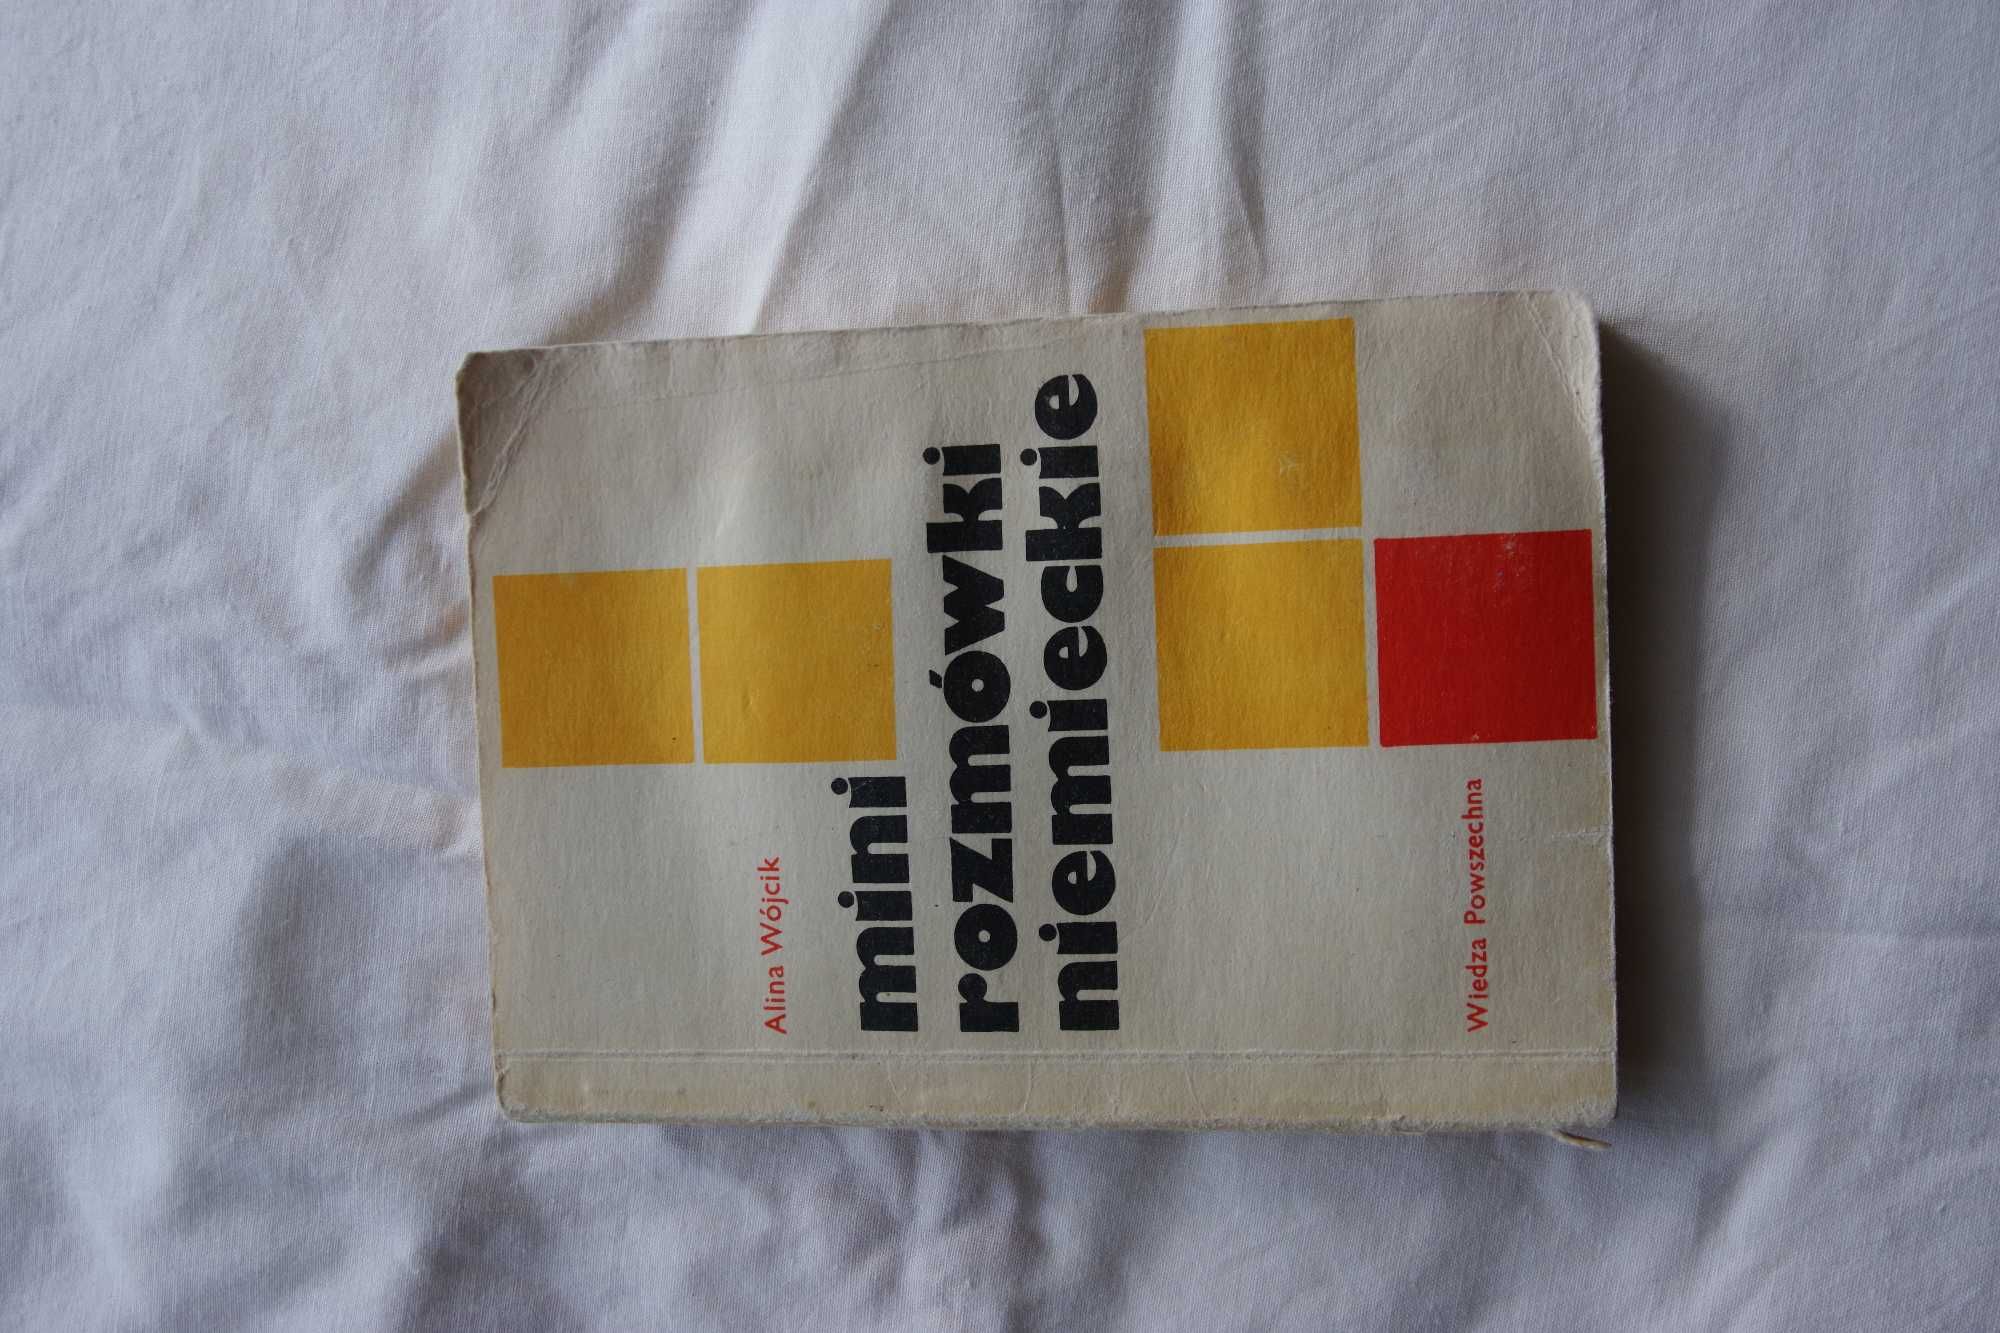 Alina Wójcik
mini
rozmówki
niemieckie
Wiedza Powszechna